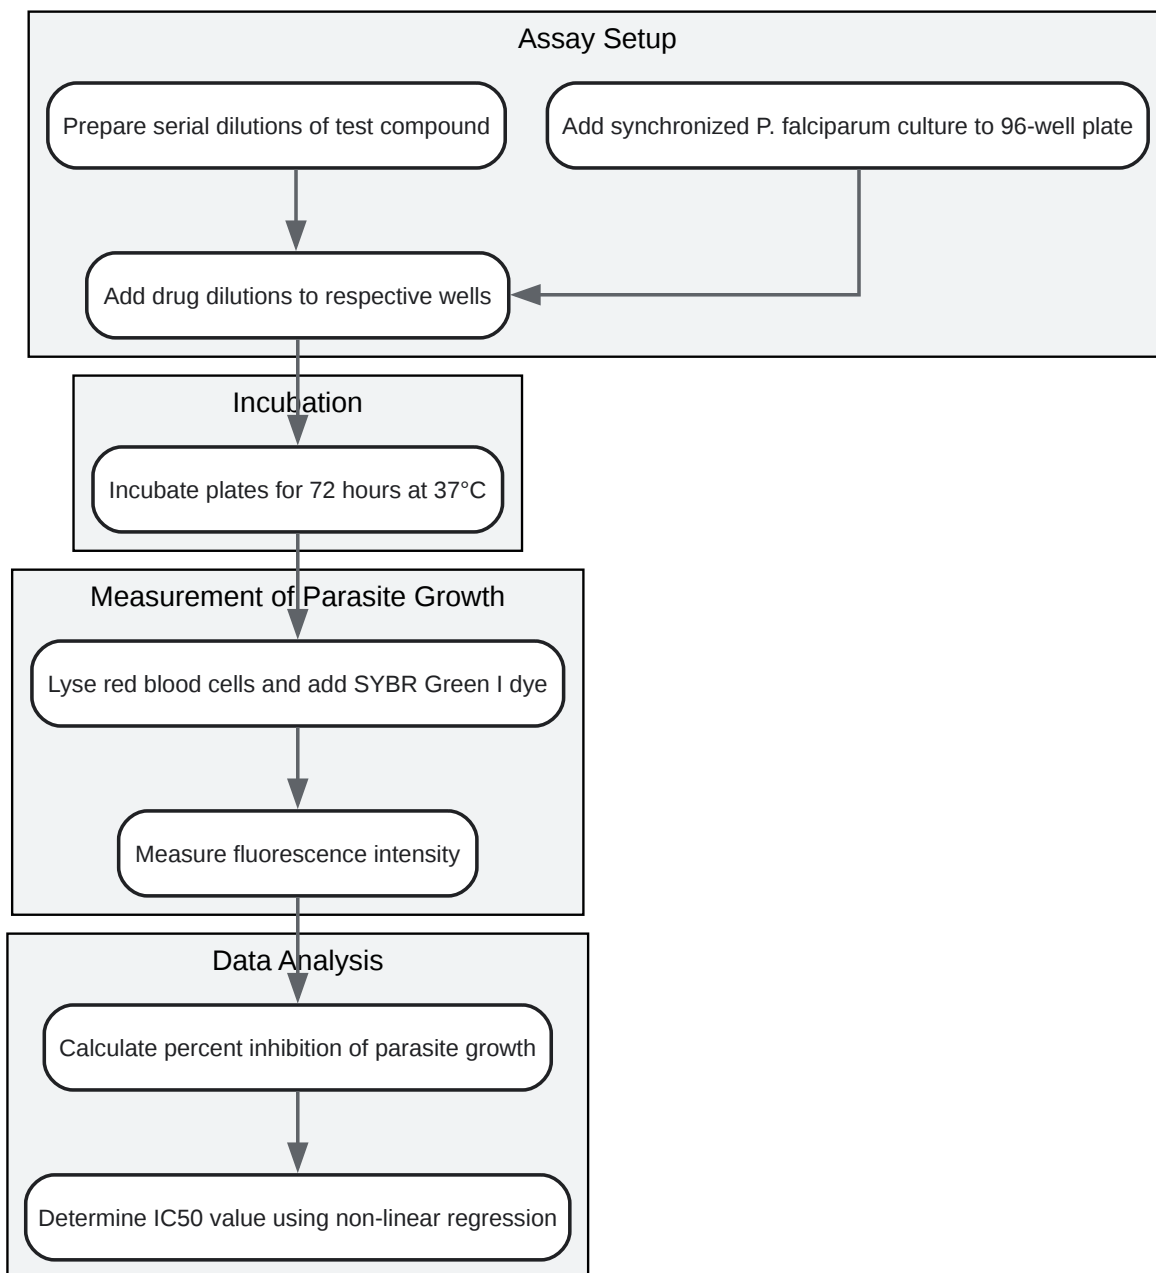 Assay Setup
Prepare serial dilutions of test compound
Add synchronized P. falciparum culture to 96-well plate
Add drug dilutions to respective wells
Incubation
Incubate plates for 72 hours at 37°C
Measurement of Parasite Growth
Lyse red blood cells and add SYBR Green I dye
Measure fluorescence intensity
Data Analysis
Calculate percent inhibition of parasite growth
Determine IC50 value using non-linear regression